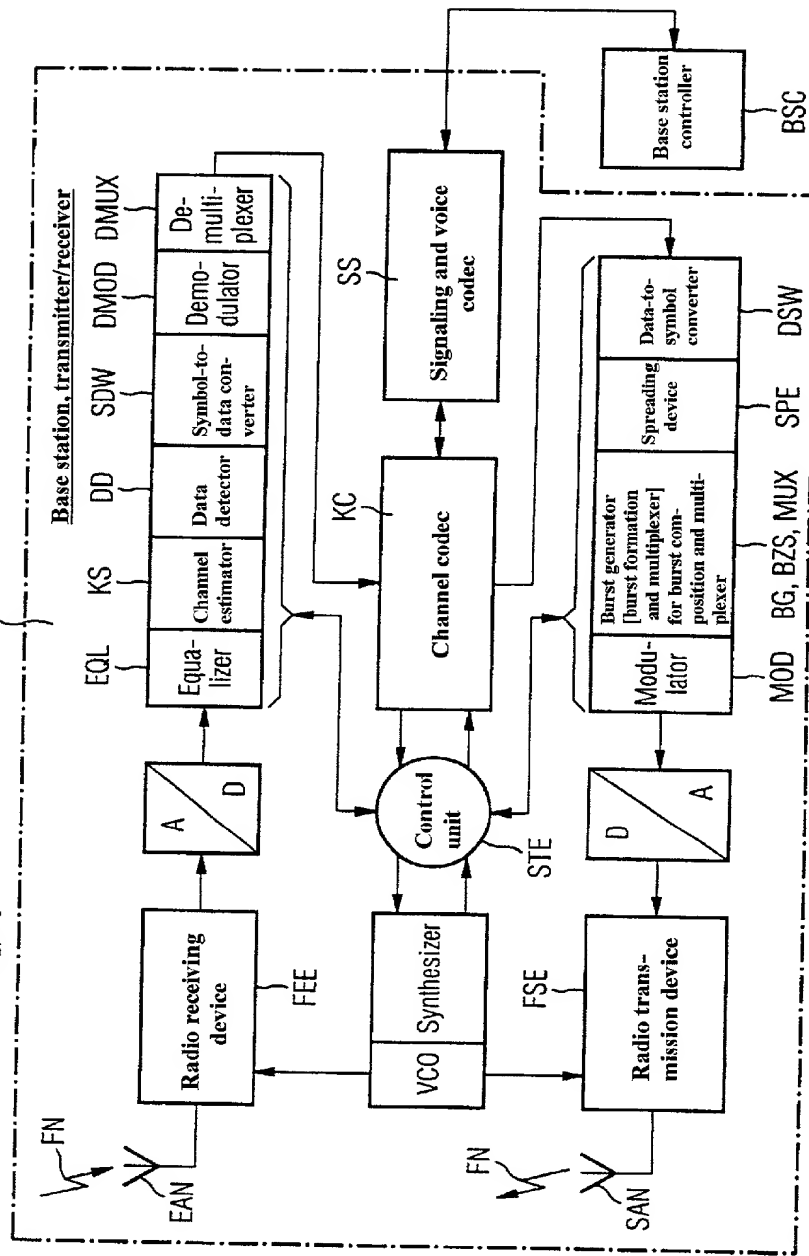 Base station, transmitter/receiver
FN
EAN
Radio receiving
device
FEE
A
D
EQL
KS
DD
SDW
DMOD
DMUX
Equa-
lizer
Channel
estimator
Data
detector
Symbol-to-
data con-
verter
Demo-
dulator
De-
multi-
plexer
VCO
Synthesizer
Control
unit
STE
KC
Channel codec
SS
Signaling and voice
codec
Base station
controller
BSC
FN
SAN
Radio trans-
mission device
FSE
D
A
Modu-
lator
Burst generator
[burst formation
and multiplexer]
for burst com-
position and multi-
plexer
Spreading
device
Data-to-
symbol
converter
MOD
BG, BZS, MUX
SPE
DSW